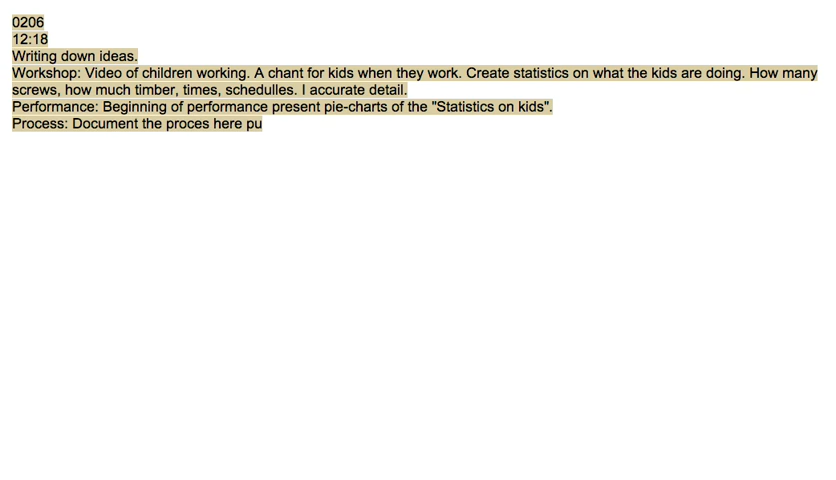 0206
12:18
Writing down ideas.
Workshop: Video of children working. A chant for kids when they work. Create statistics on what the kids are doing. How many
screws, how much timber, times, schedulles. I accurate detail.
Performance: Beginning of performance present pie-charts of the "Statistics on kids".
Process: Document the proces here pu